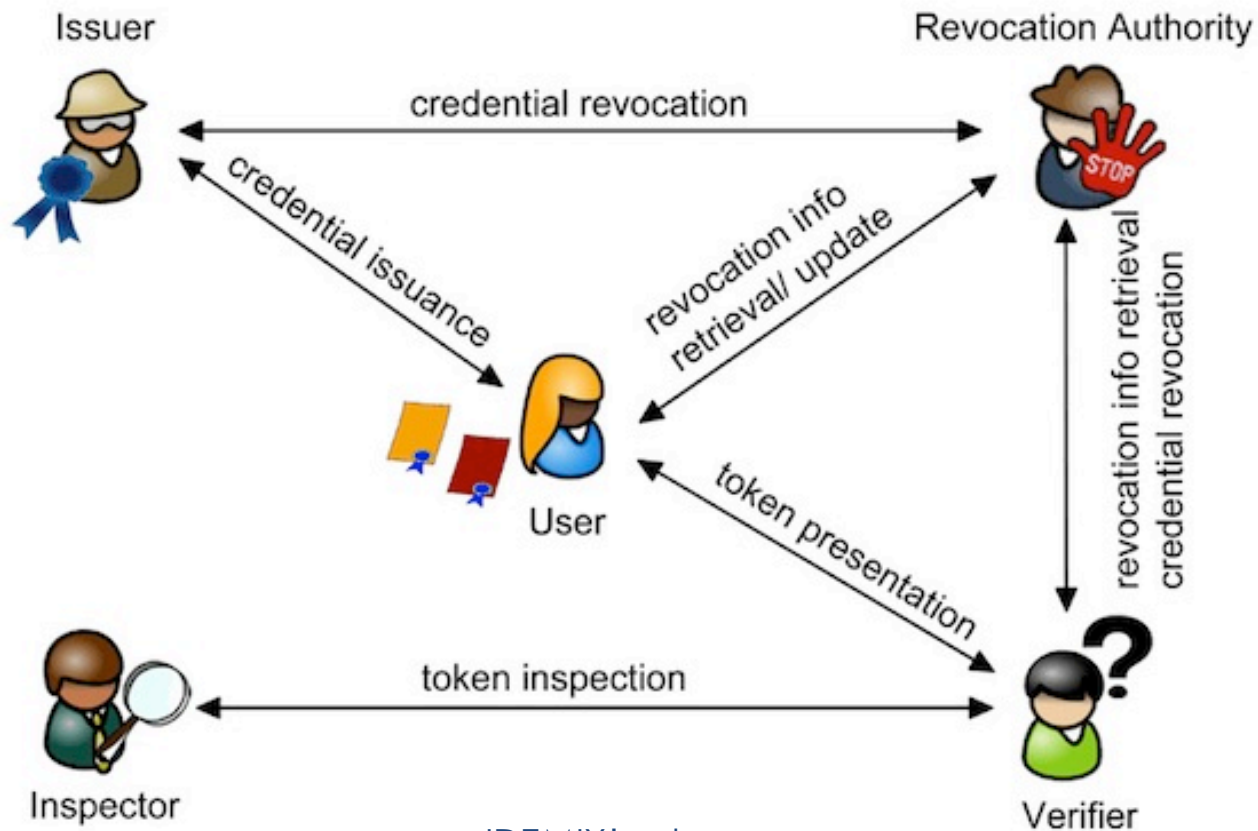 Issuer
Revocation Authority
credential revocation
STOP
credential issuance
revocation info
retrieval/ update
revocation info retrieval
credential revocation
User
token presentation
token inspection
Inspector
Verifier